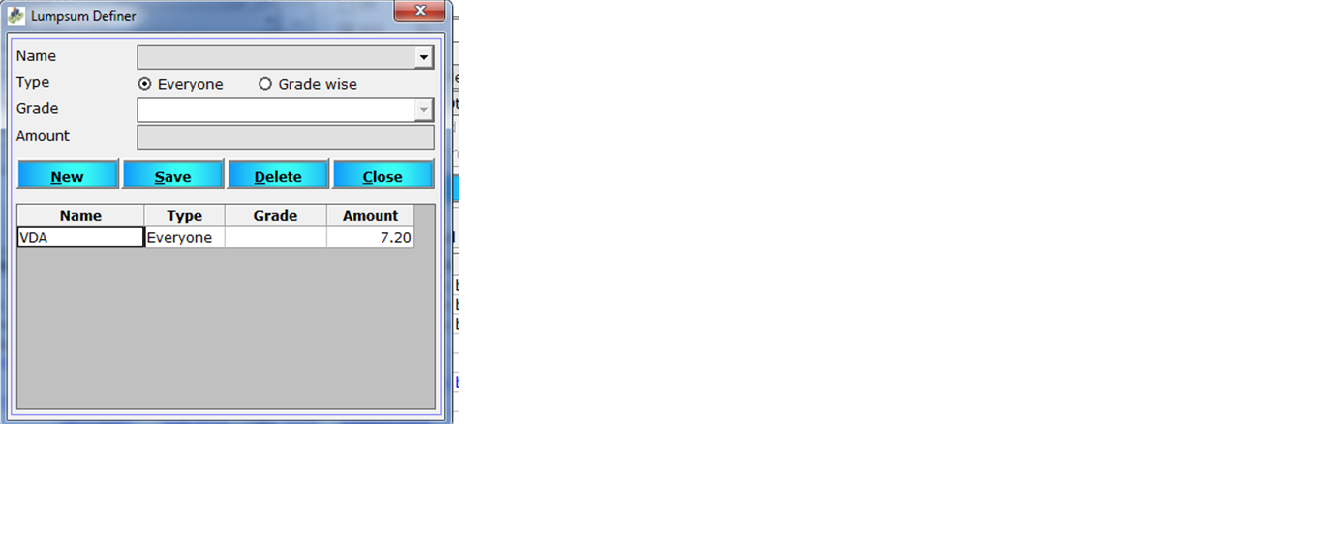 Lumpsum Definer
Name
Type Everyone Grade wise
Grade
Amount
New Save Delete Close
Name Type Grade Amount
VDA Everyone 7.20